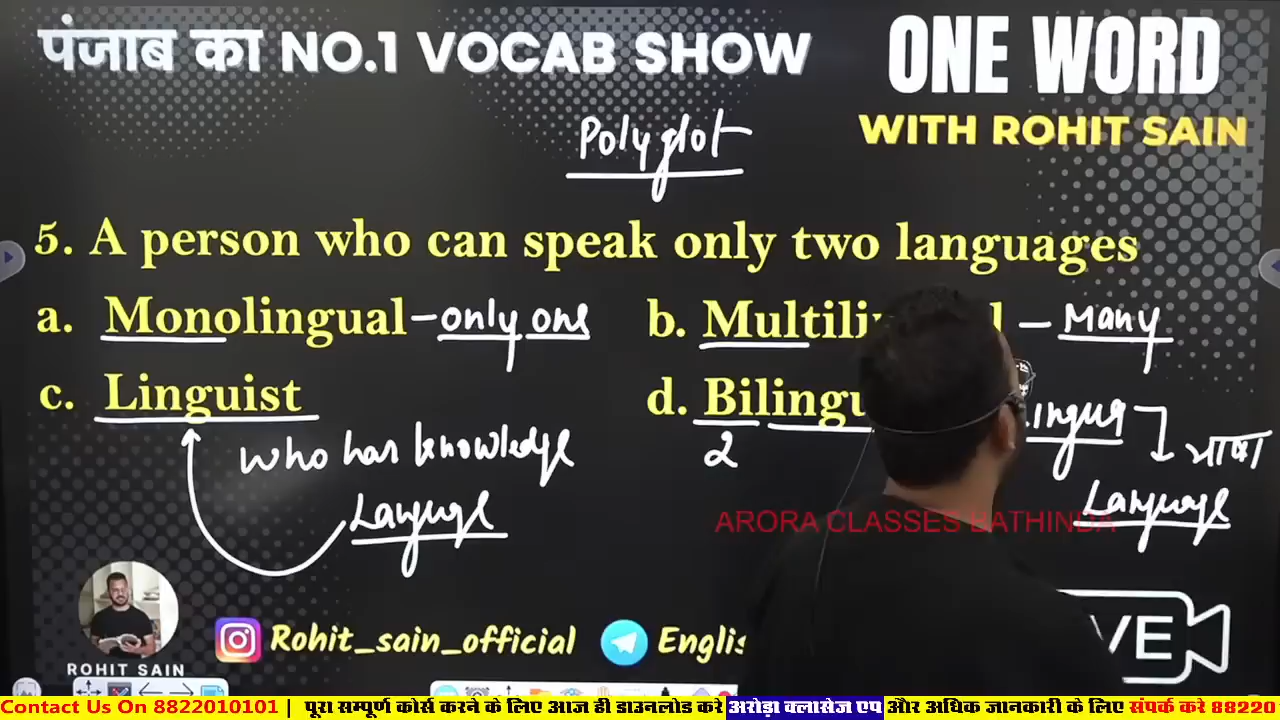 पंजाब का NO.1 VOCAB SHOW
ONE WORD
WITH ROHIT SAIN
Polyglot
5. A person who can speak only two languages
a. Monolingual – only one
b. Multili l – Many
c. Linguist
d. Bilingu
2
ingua
भाषा
Language
who has knowledge
Language
ARORA CLASSES BATHINDA
ROHIT SAIN
Rohit_sain_official
Englis
VE
Contact Us On 8822010101 | पूरा सम्पूर्ण कोर्स करने के लिए आज ही डाउनलोड करे अरोड़ा क्लासेज एप और अधिक जानकारी के लिए संपर्क करे 88220